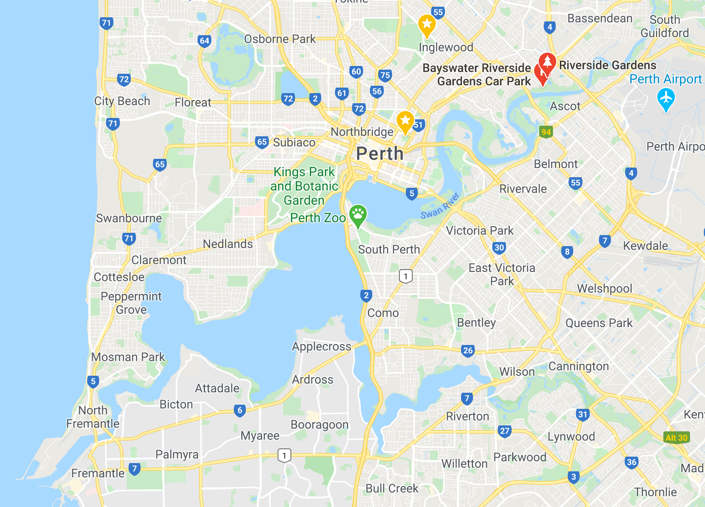 Yokine
55
Bassendean
South
Guildford
4
64
Osborne Park
Inglewood
Bayswater Riverside
Gardens Car Park
Riverside Gardens
Perth Airport
72
60
75
61
56
City Beach
Floreat
72
2
72
Ascot
71
51
Northbridge
94
65
Subiaco
Perth
Perth Airpo
65
Belmont
Kings Park
and Botanic
Garden
4
55
5
Rivervale
Swan River
Perth Zoo
Swanbourne
71
Nedlands
South Perth
Victoria Park
30
7
8
Kewdale
Claremont
Cottesloe
1
East Victoria
Park
Peppermint
Grove
2
Welshpool
Como
Bentley
Queens Park
Mosman Park
Applecross
26
5
Attadale
Ardross
Wilson
Cannington
North
Fremantle
Bicton
6
7
Riverton
31
Ken
Myaree
Booragoon
27
Lynwood
Alt 30
Palmyra
1
Willetton
Parkwood
36
Mad
Fremantle
7
3
Bull Creek
Thornlie